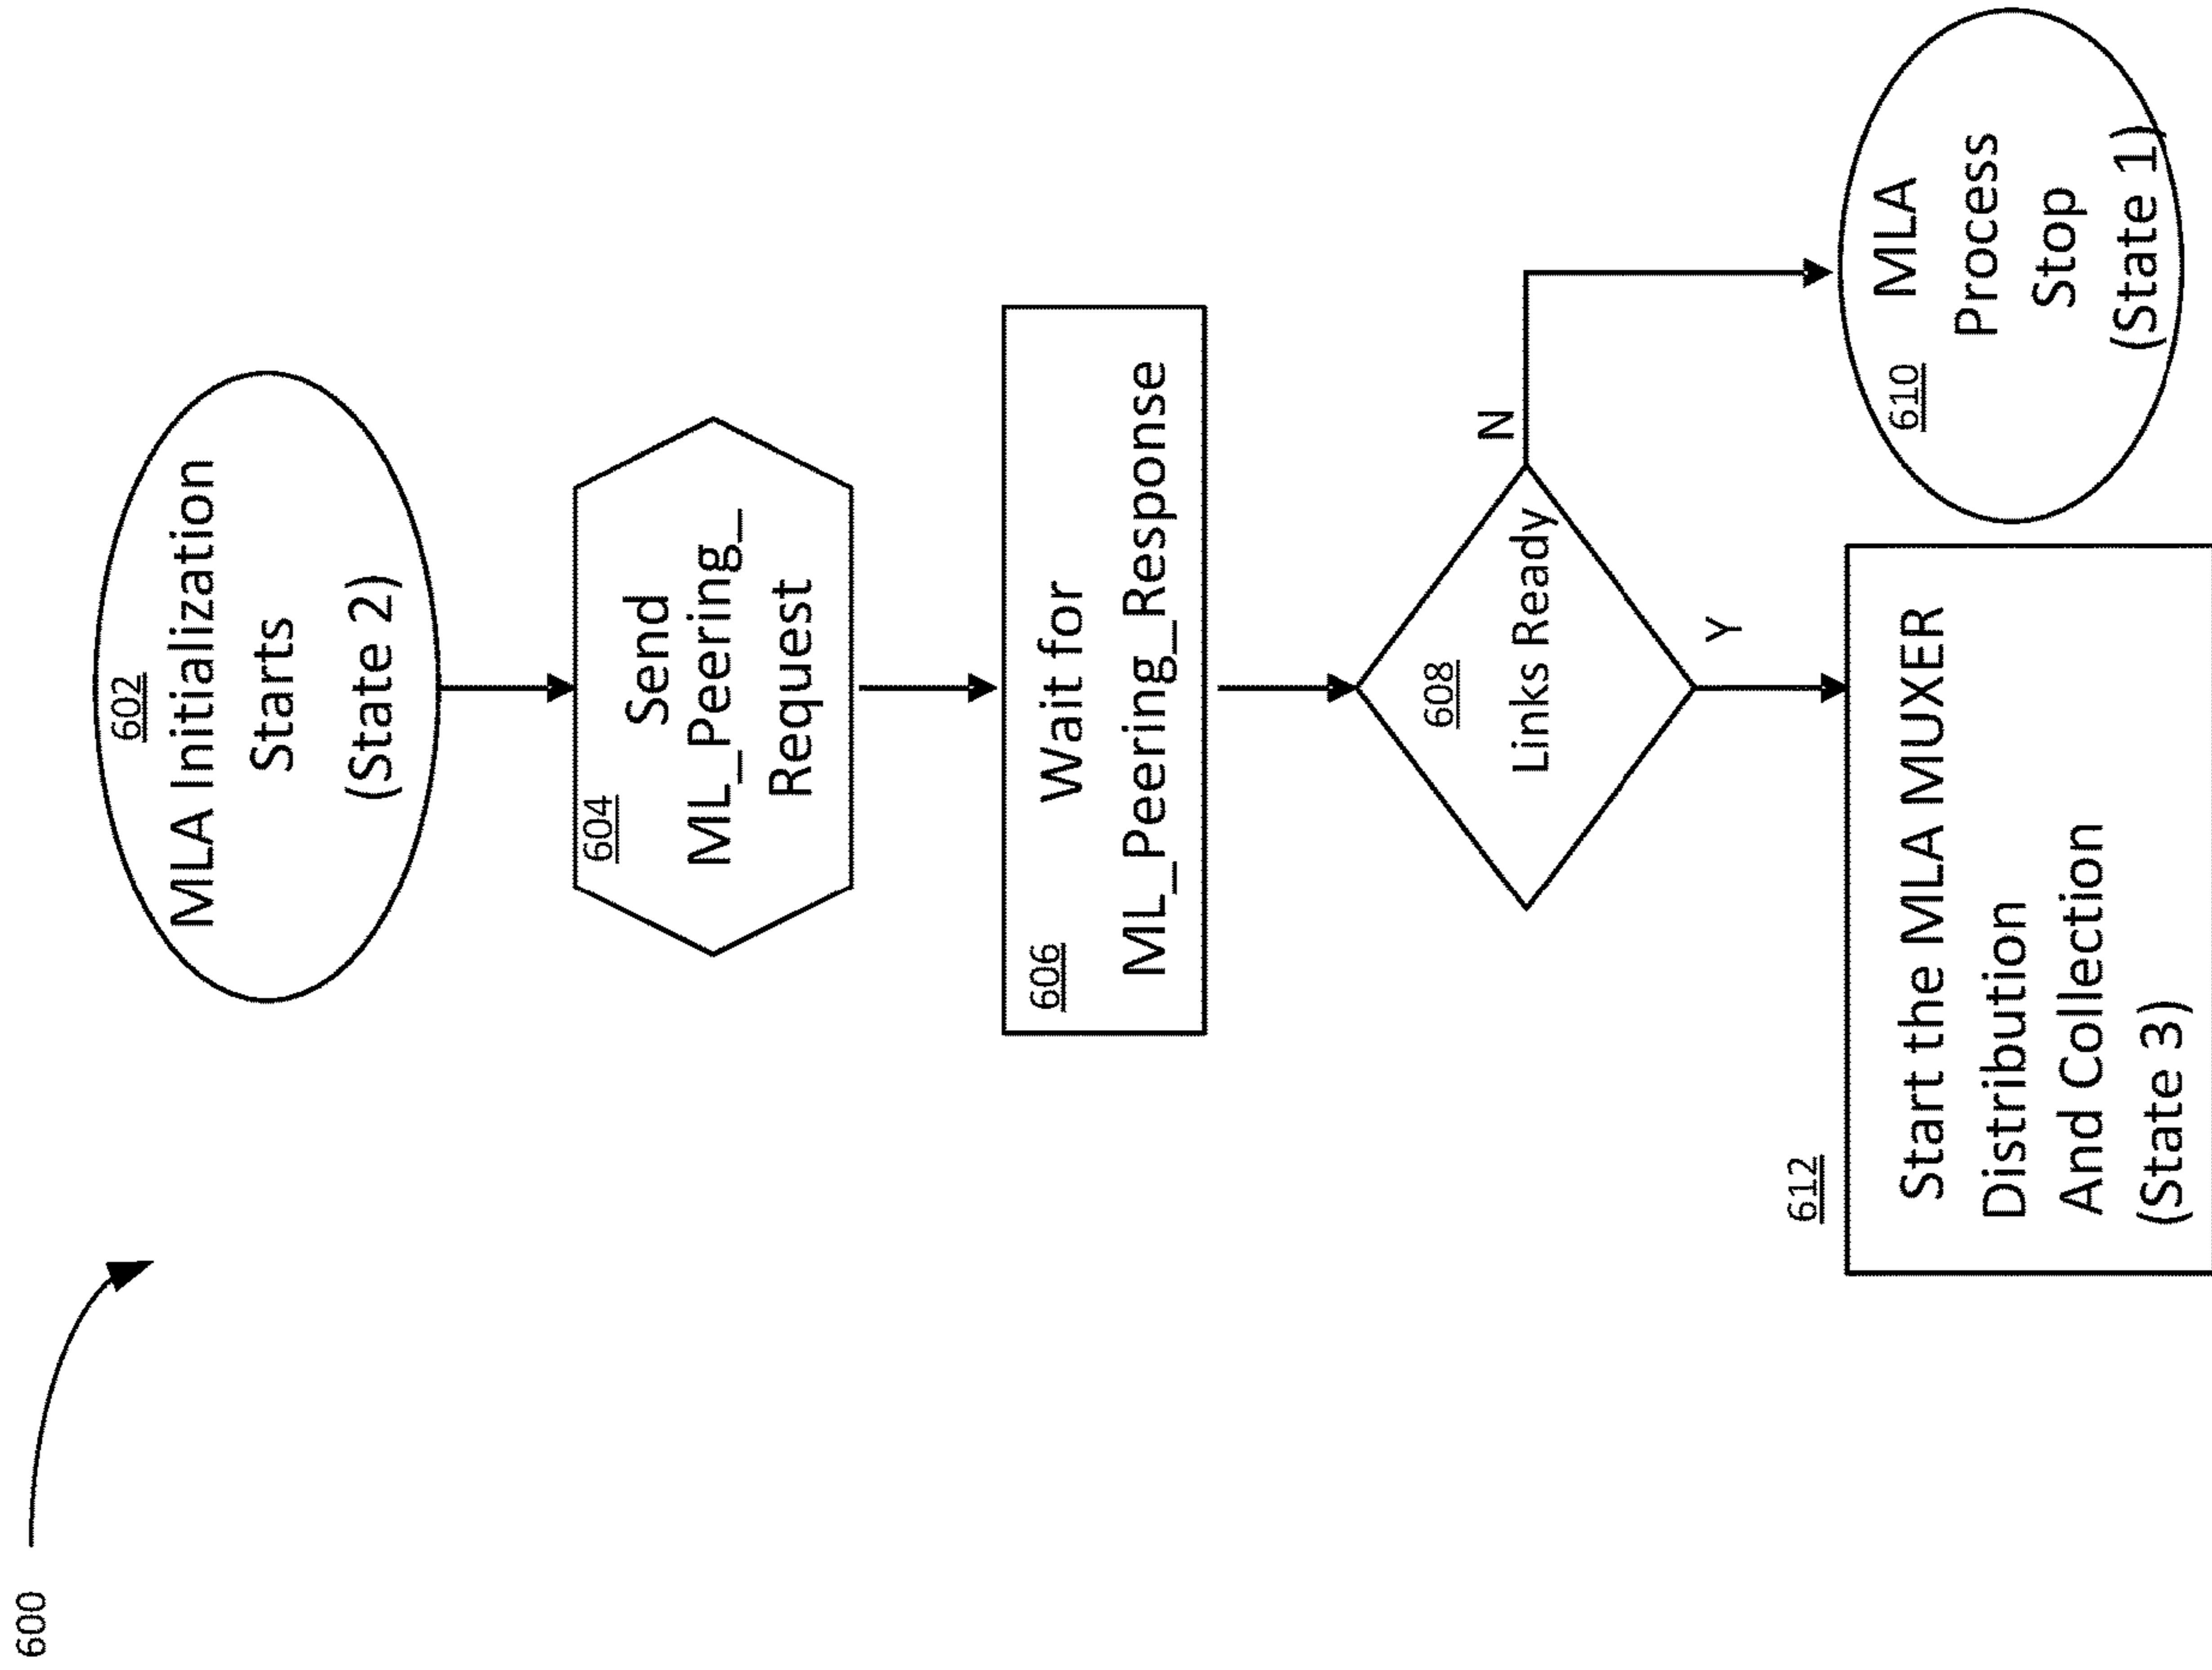 600
602
MLA Initialization
Starts
(State 2)
604
Send
ML_Peering_
Request
606
Wait for
ML_Peering_Response
608
Links Ready
N
Y
610
MLA
Process
Stop
(State 1)
612
Start the MLA MUXER
Distribution
And Collection
(State 3)